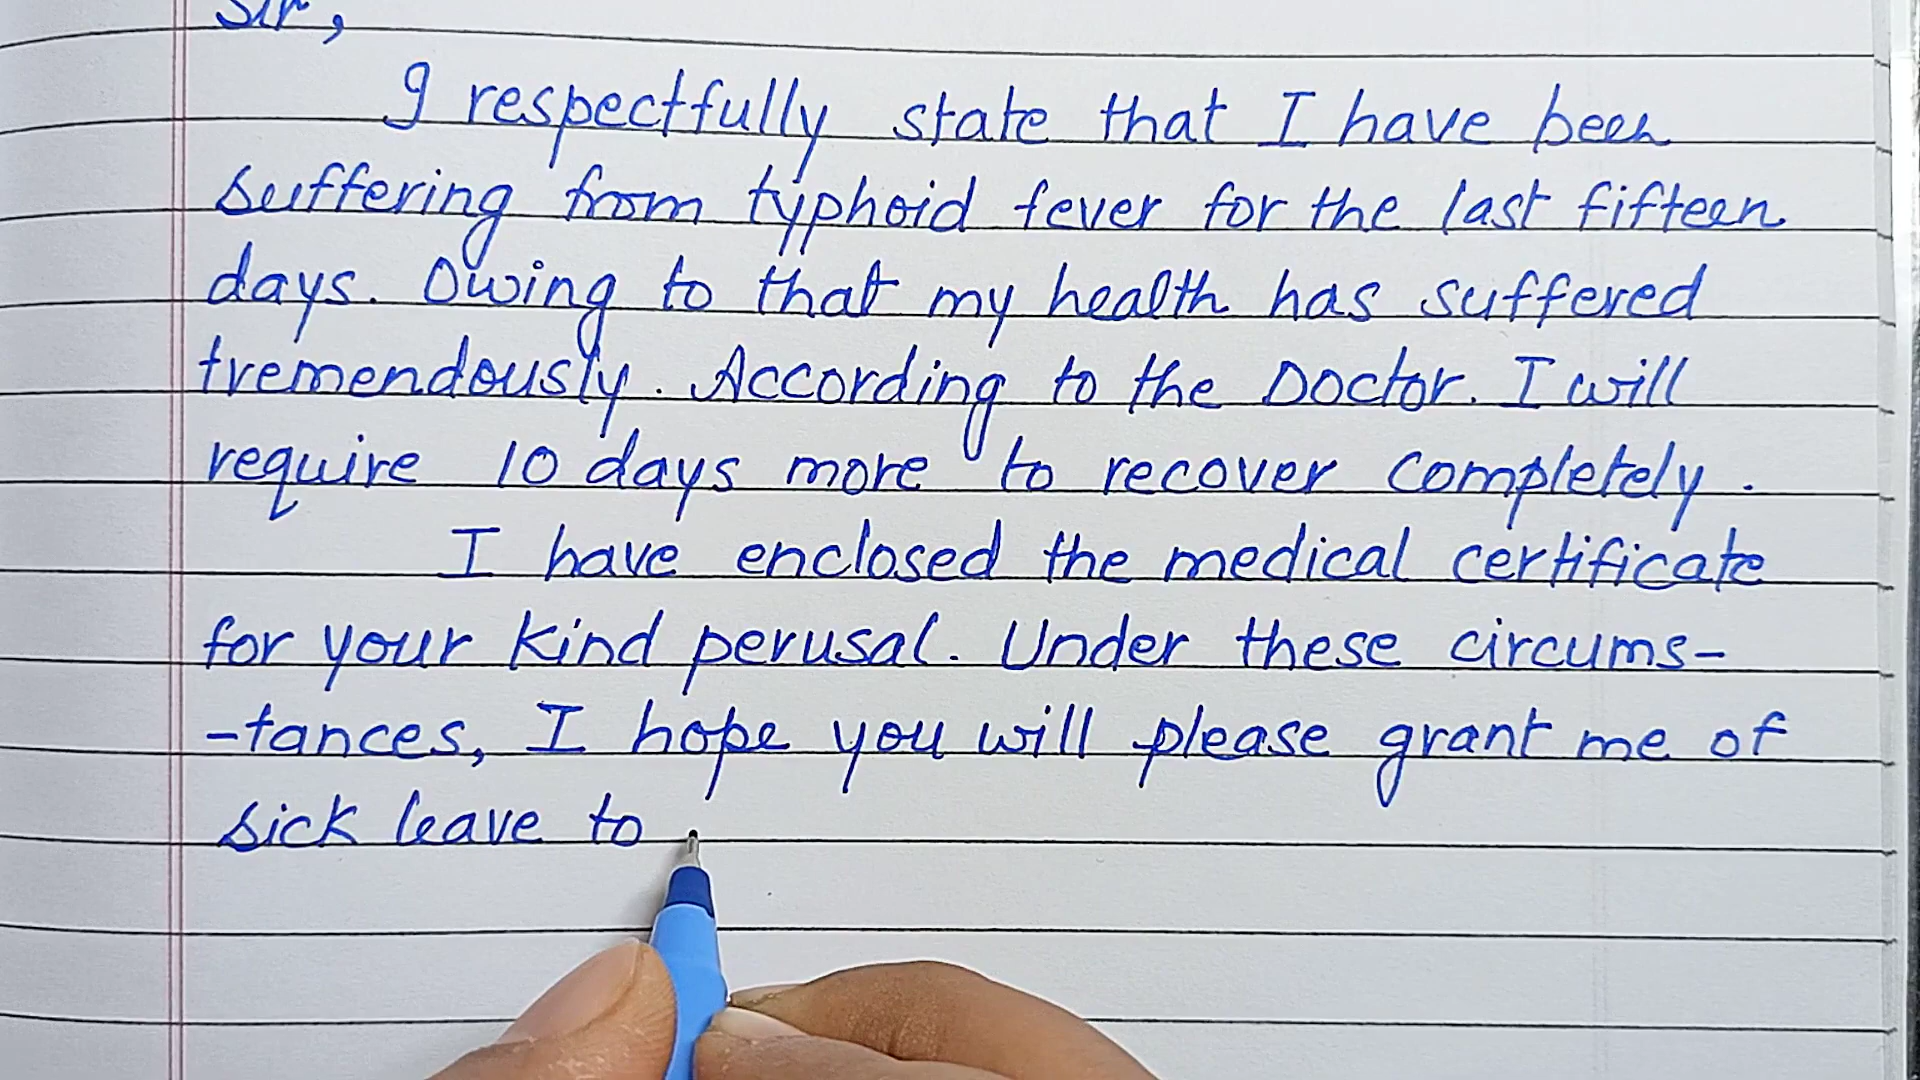 Sir,
I respectfully state that I have been
suffering from typhoid fever for the last fifteen
days. Owing to that my health has suffered
tremendously. According to the Doctor. I will
require 10 days more to recover completely.
I have enclosed the medical certificate
for your kind perusal. Under these circums-
-tances, I hope you will please grant me of
sick leave to